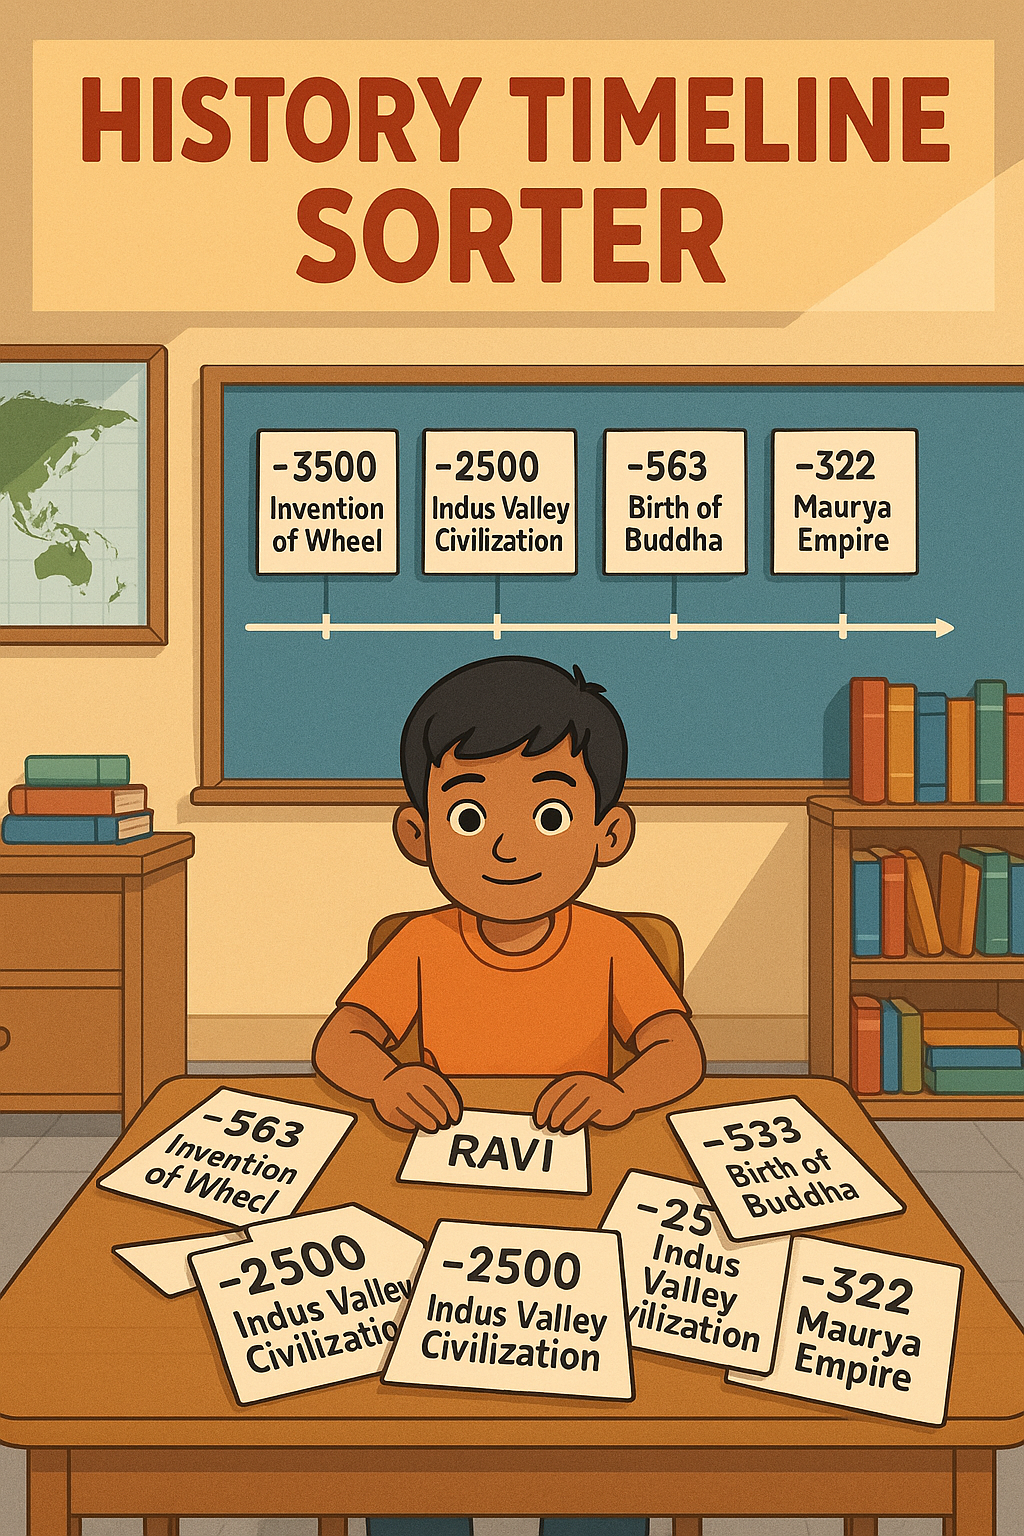 HISTORY TIMELINE
SORTER
-3500
Invention
of Wheel
-2500
Indus Valley
Civilization
-563
Birth of
Buddha
-322
Maurya
Empire
-563
Invention
of Whecl
RAVI
-533
Birth of
Buddha
-2500
Indus Valley
Civilizatio
-2500
Indus Valley
Civilization
-25
Indus
Valley
vilization
-322
Maurya
Empire